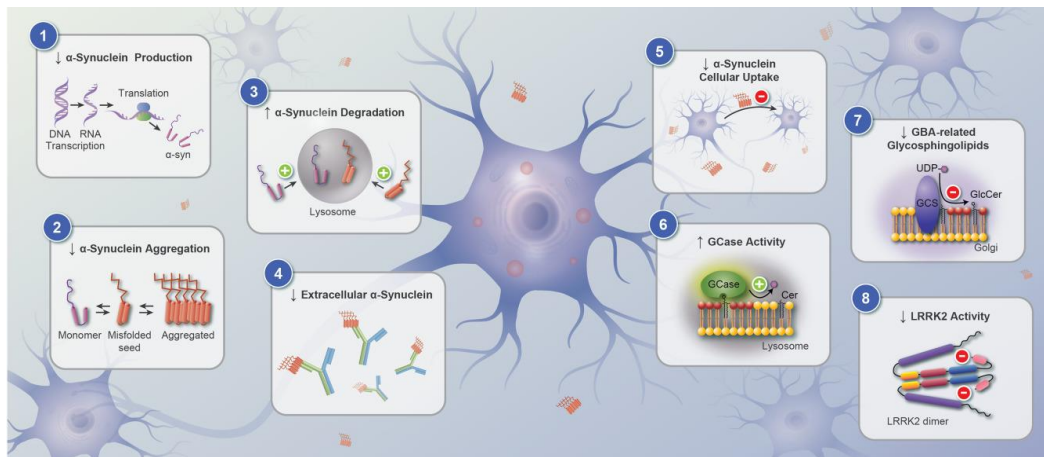 1
↓ α-Synuclein Production
Translation
DNA
RNA
Transcription
α-syn
2
↓ α-Synuclein Aggregation
Monomer
Misfolded
seed
Aggregated
3
↑ α-Synuclein Degradation
Lysosome
4
↓ Extracellular α-Synuclein
5
↓ α-Synuclein
Cellular Uptake
6
↑ GCase Activity
GCase
Cer
Lysosome
7
↓ GBA-related
Glycosphingolipids
UDP-
GCS
GlcCer
Golgi
8
↓ LRRK2 Activity
LRRK2 dimer